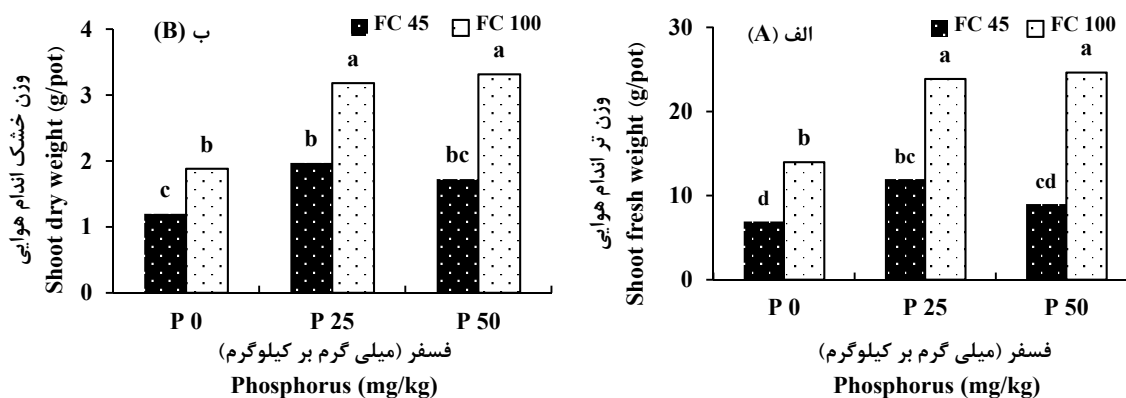 ب (B)
FC 45
FC 100
وزن خشک اندام هوایی
Shoot dry weight (g/pot)
4
3
2
1
0
c
b
b
a
bc
a
P 0
P 25
P 50
فسفر (میلی گرم بر کیلوگرم)
Phosphorus (mg/kg)
الف (A)
FC 45
FC 100
وزن تر اندام هوایی
Shoot fresh weight (g/pot)
30
20
10
0
d
b
bc
a
cd
a
P 0
P 25
P 50
فسفر (میلی گرم بر کیلوگرم)
Phosphorus (mg/kg)